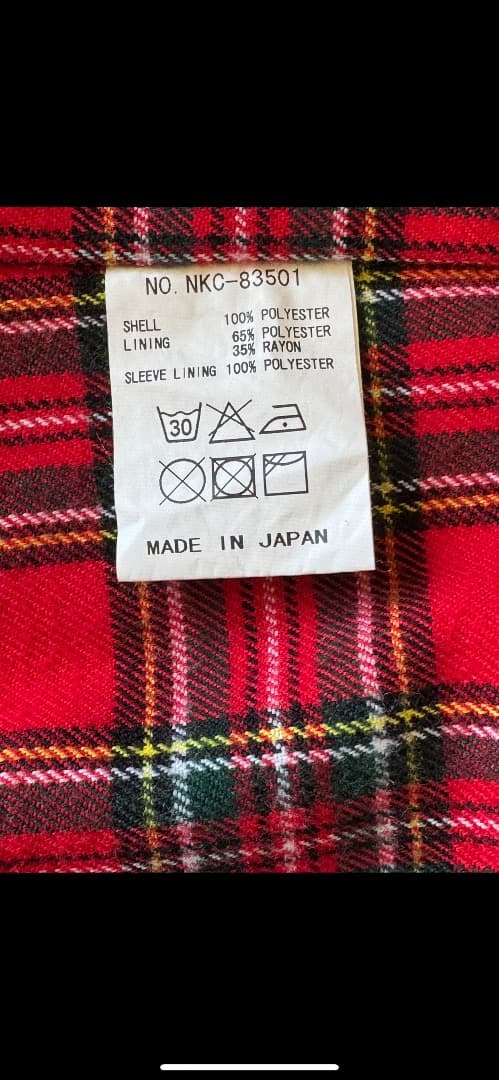 NO. NKC-83501
SHELL 100% POLYESTER
LINING 65% POLYESTER
35% RAYON
SLEEVE LINING 100% POLYESTER
30
MADE IN JAPAN